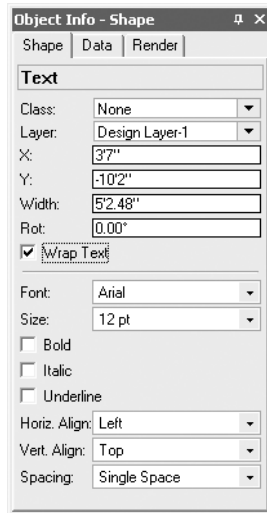 Object Info - Shape
Shape Data Render
Text
Class: None
Layer: Design Layer-1
X: 3'7"
Y: -10'2"
Width: 5'2.48"
Rot: 0.00°
Wrap Text
Font: Arial
Size: 12 pt
Bold
Italic
Underline
Horiz. Align: Left
Vert. Align: Top
Spacing: Single Space